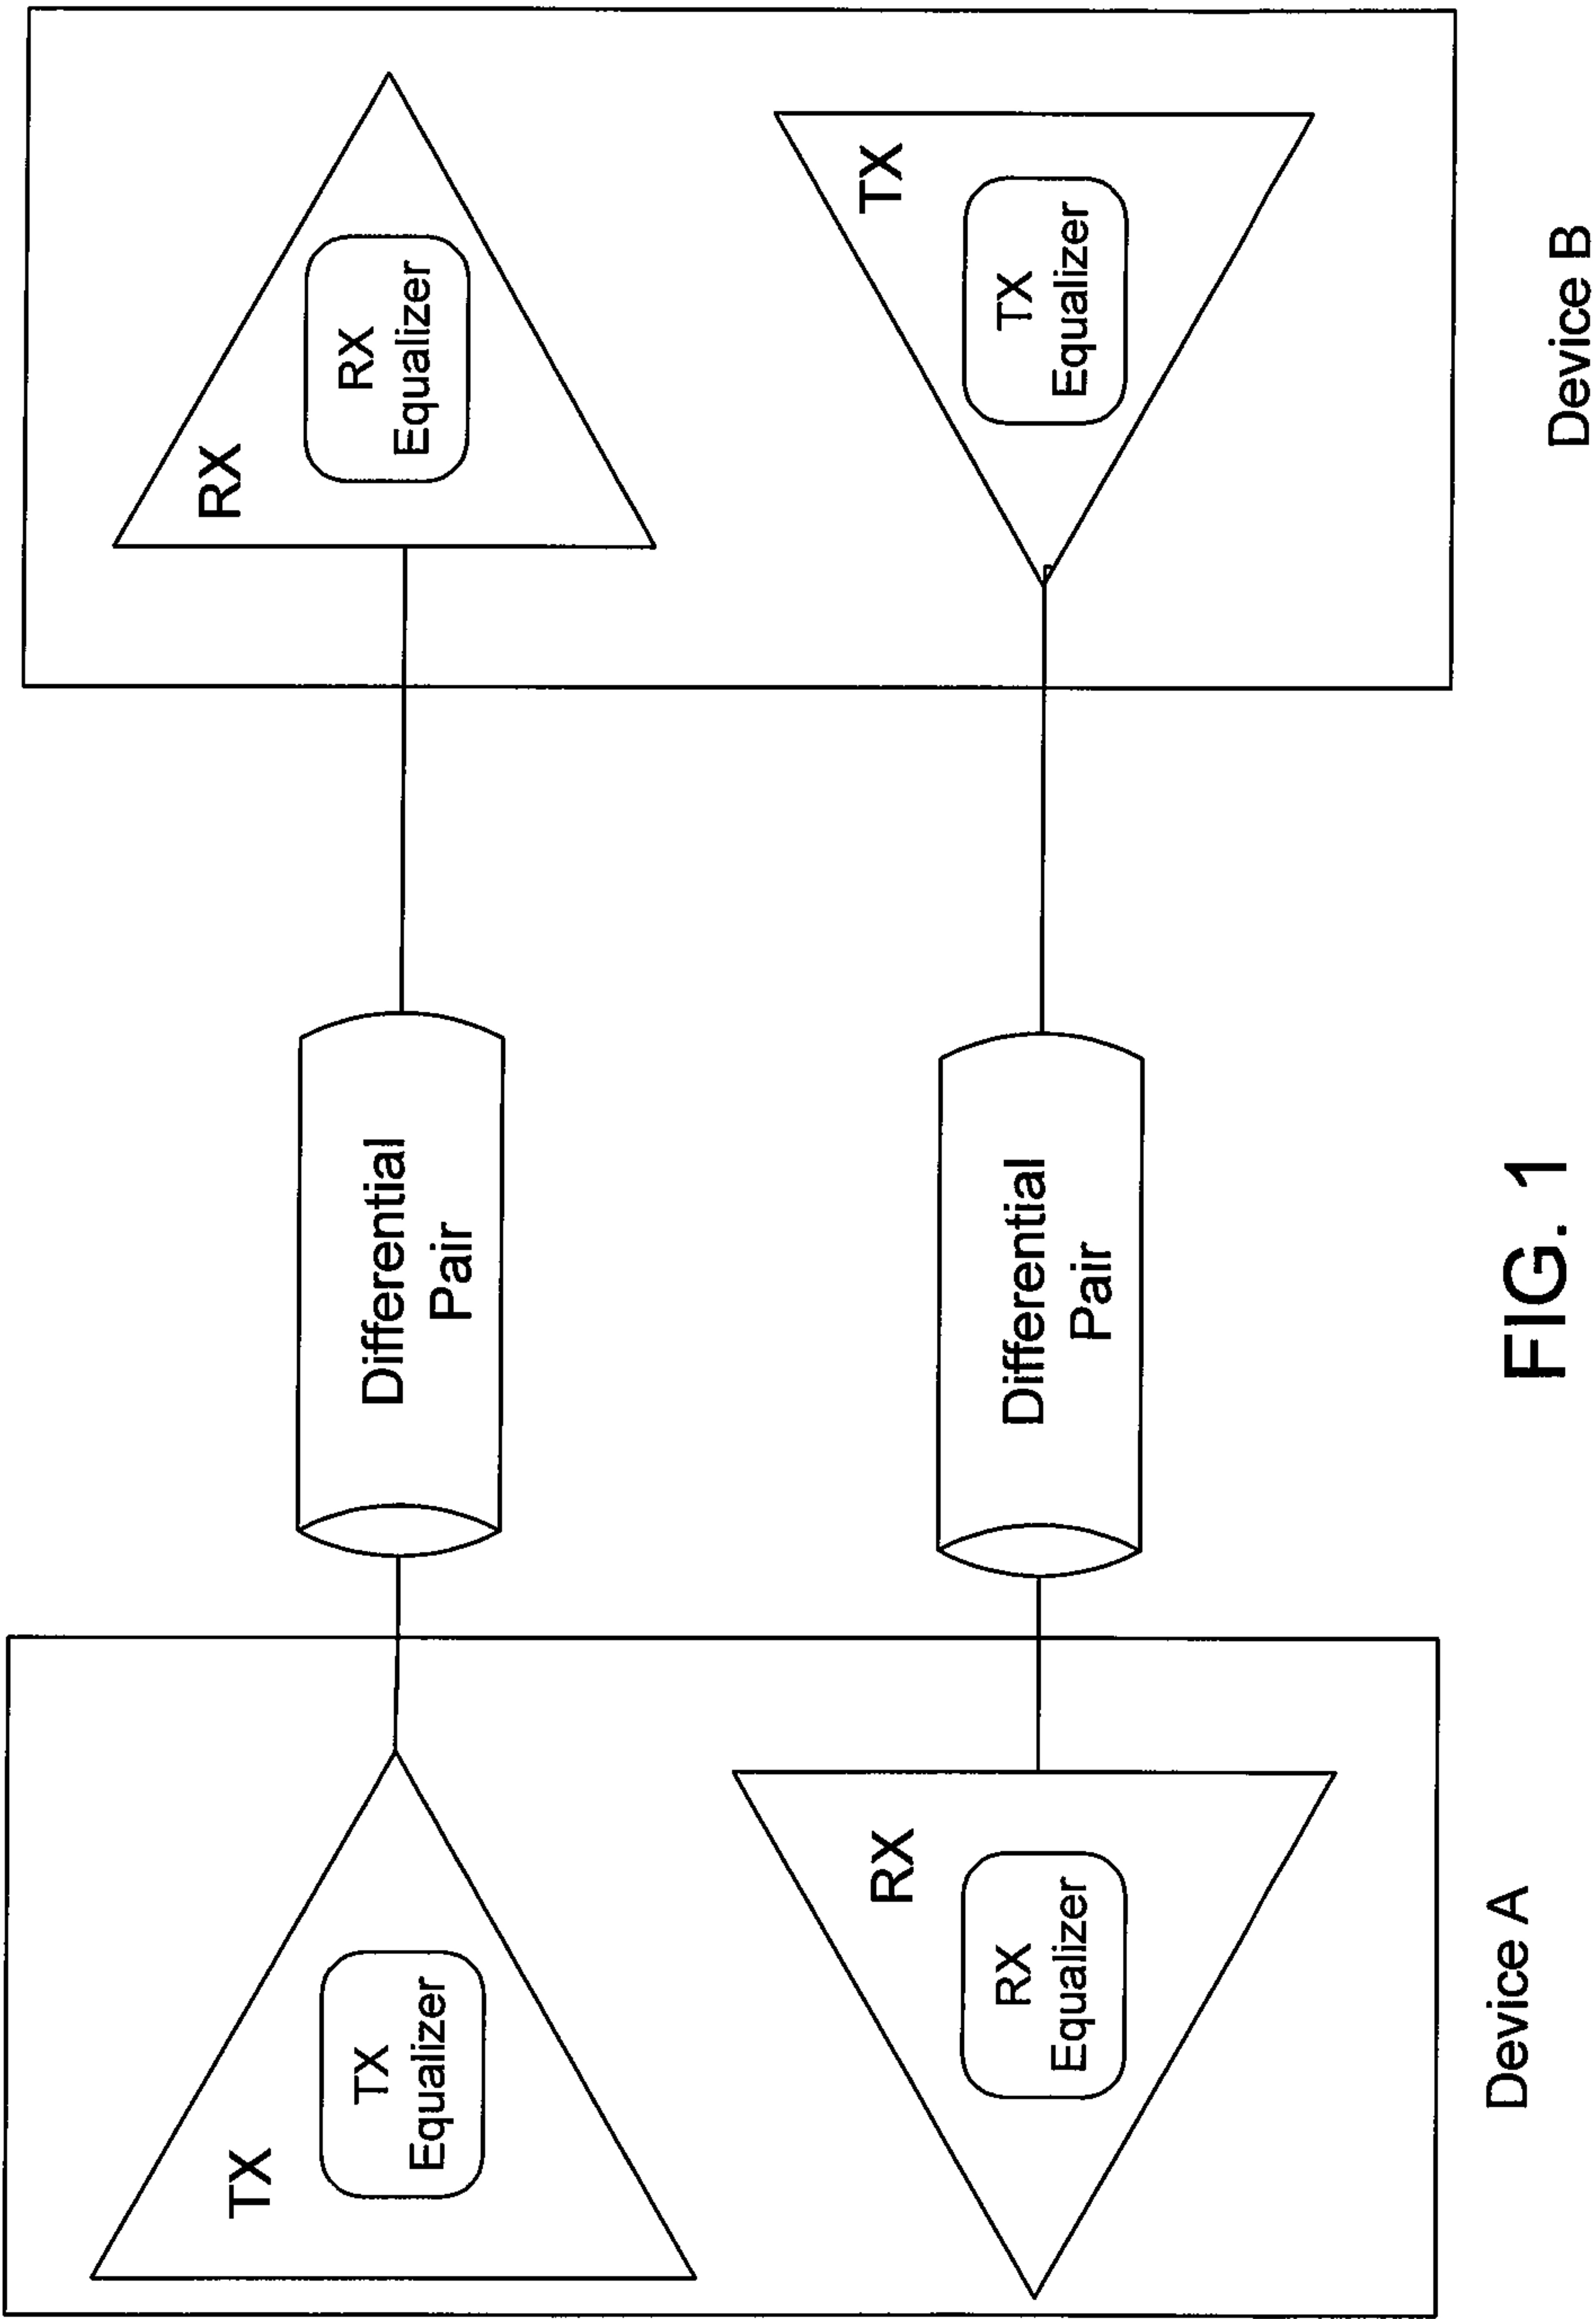 TX
TX
Equalizer
Differential
Pair
RX
RX
Equalizer
RX
RX
Equalizer
Differential
Pair
TX
TX
Equalizer
Device A
FIG. 1
Device B